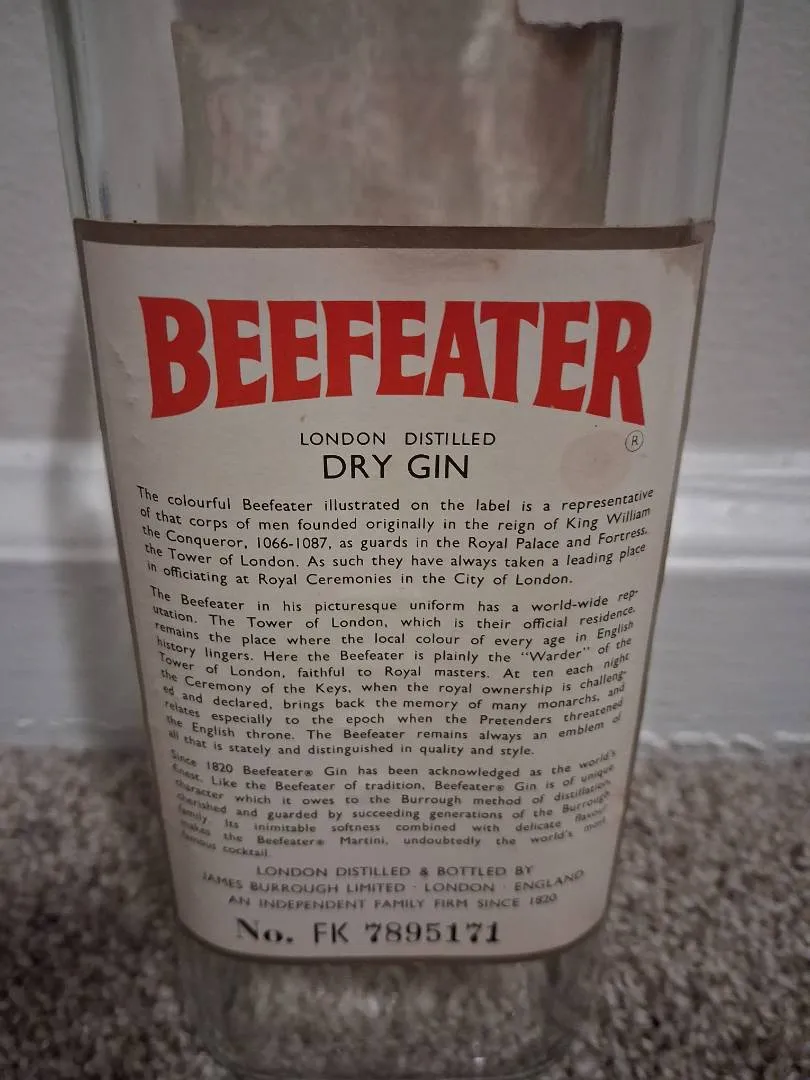 BEEFEATER
®
LONDON DISTILLED
DRY GIN
The colourful Beefeater illustrated on the label is a representative
of that corps of men founded originally in the reign of King William
the Conqueror, 1066-1087, as guards in the Royal Palace and Fortress,
the Tower of London. As such they have always taken a leading place
in officiating at Royal Ceremonies in the City of London.
The Beefeater in his picturesque uniform has a world-wide rep-
utation. The Tower of London, which is their official residence,
remains the place where the local colour of every age in English
history lingers. Here the Beefeater is plainly the "Warder" of the
Tower of London, faithful to Royal masters. At ten each night
the Ceremony of the Keys, when the royal ownership is challeng-
ed and declared, brings back the memory of many monarchs, and
relates especially to the epoch when the Pretenders threatened
the English throne. The Beefeater remains always an emblem of
all that is stately and distinguished in quality and style.
Since 1820 Beefeater® Gin has been acknowledged as the world's
finest. Like the Beefeater of tradition, Beefeater® Gin is of unique
character which it owes to the Burrough method of distillation,
cherished and guarded by succeeding generations of the Burrough
family. Its inimitable softness combined with delicate flavour
makes the Beefeater® Martini, undoubtedly the world's most
famous cocktail.
LONDON DISTILLED & BOTTLED BY
JAMES BURROUGH LIMITED · LONDON · ENGLAND
AN INDEPENDENT FAMILY FIRM SINCE 1820
No. FK 7895171